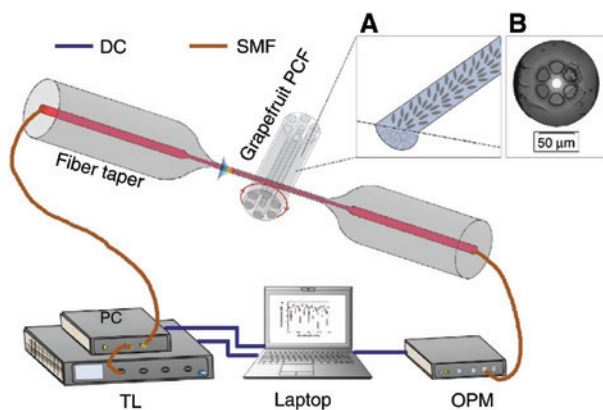 DC
SMF
A
B
Grapefruit PCF
50 µm
Fiber taper
PC
TL
Laptop
OPM